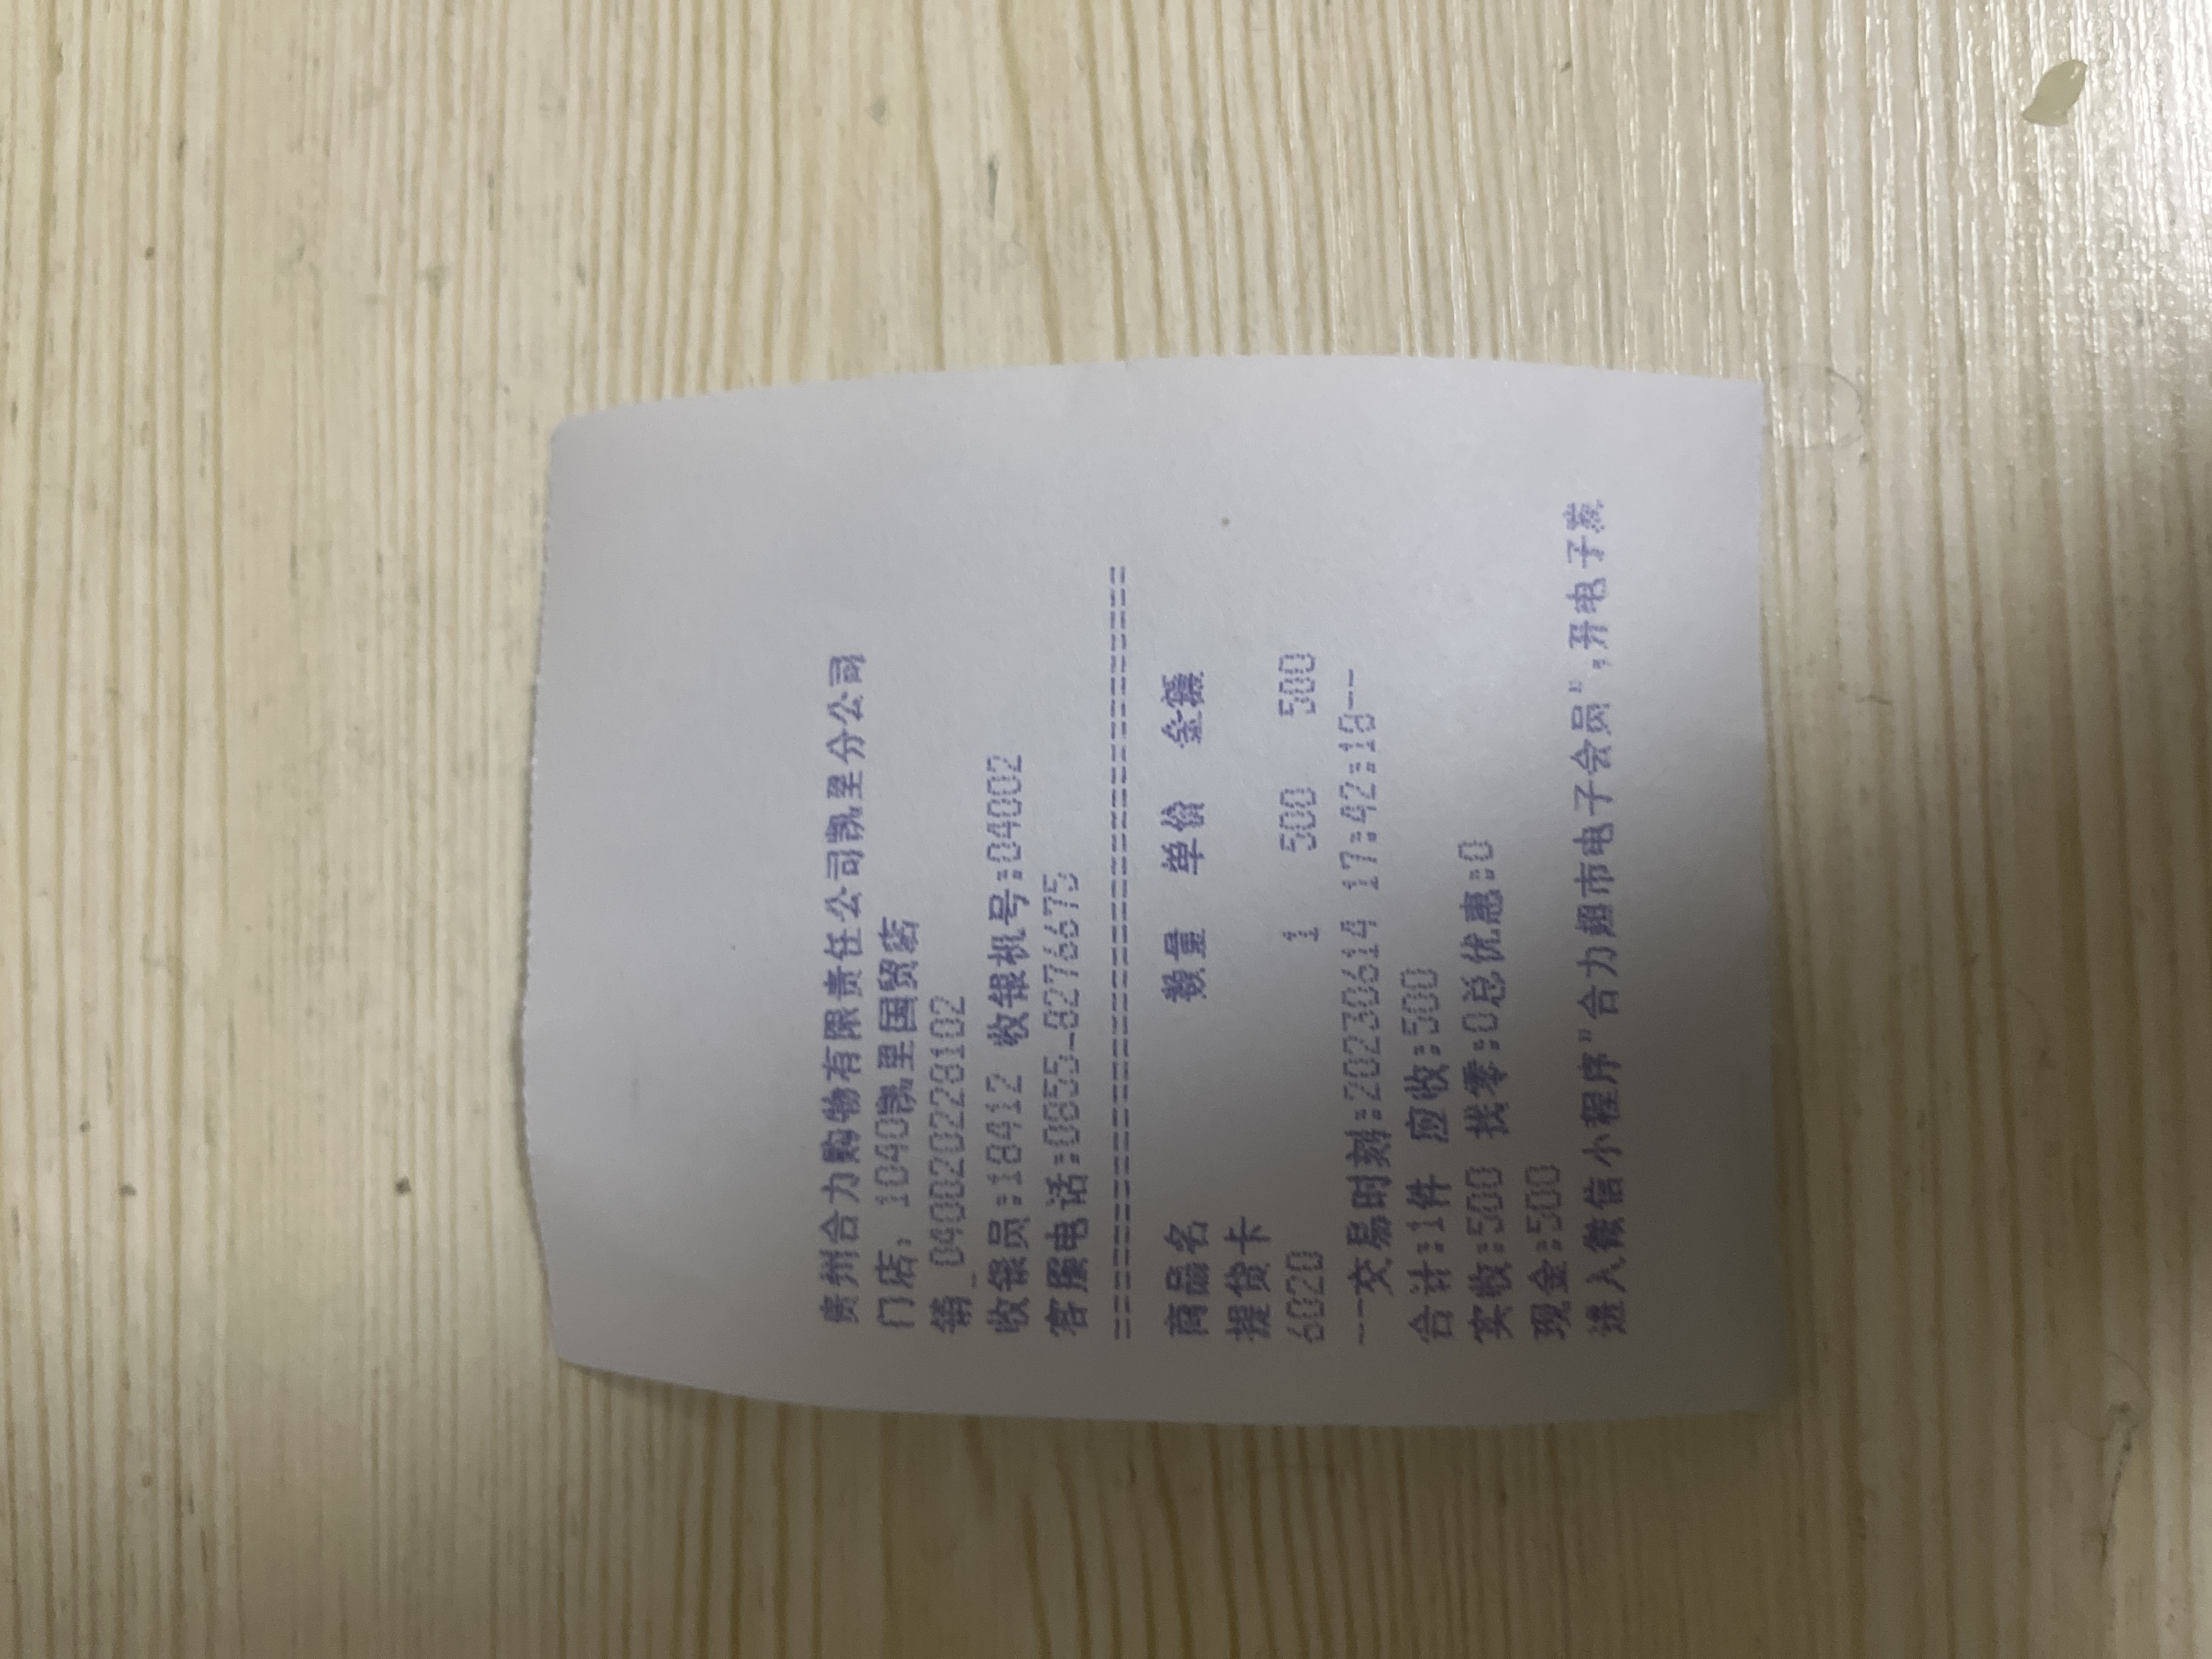 贵州合力购物有限责任公司凯里分公司
门店: 1040凯里国贸店
销_0400202228102
收银员:18412 收银机号:04002
客服电话:0855-8276675
========================================
商品名 数量 单价 金额
提货卡
6020 1 500 500
--交易时刻:20230614 17:42:18--
合计:1件 应收:500
实收:500 找零:0总优惠:0
现金:500
进入微信小程序"合力超市电子会员",开电子票